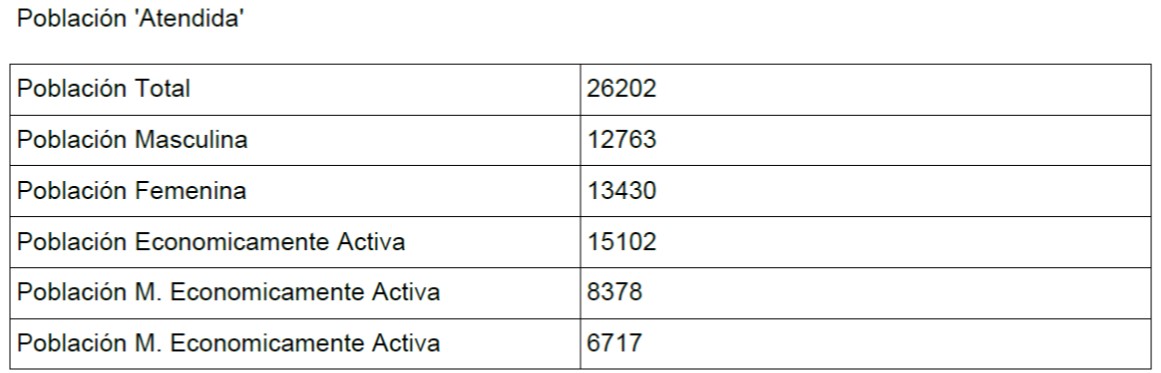 Población 'Atendida'
Población Total 26202
Población Masculina 12763
Población Femenina 13430
Población Economicamente Activa 15102
Población M. Economicamente Activa 8378
Población M. Economicamente Activa 6717